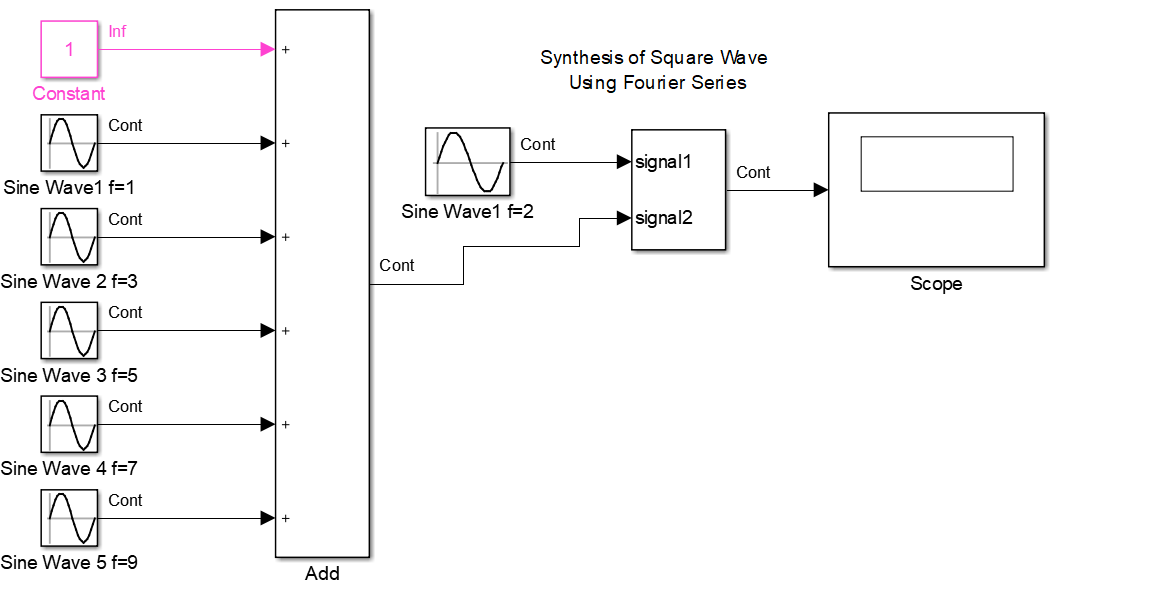 Inf
1
+
Constant
Cont
+
Sine Wave1 f=1
Cont
+
Sine Wave 2 f=3
Cont
+
Sine Wave 3 f=5
Cont
+
Sine Wave 4 f=7
Cont
+
Sine Wave 5 f=9
Add
Cont
Synthesis of Square Wave
Using Fourier Series
Cont
Sine Wave1 f=2
signal1
signal2
Cont
Scope